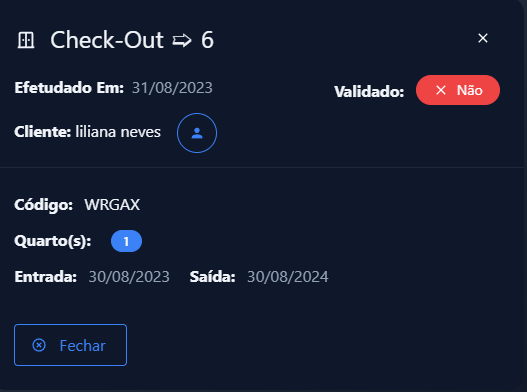 Check-Out ⇨ 6
Efetudado Em: 31/08/2023
Validado: Não
Cliente: liliana neves
Código: WRGAX
Quarto(s): 1
Entrada: 30/08/2023 Saída: 30/08/2024
Fechar